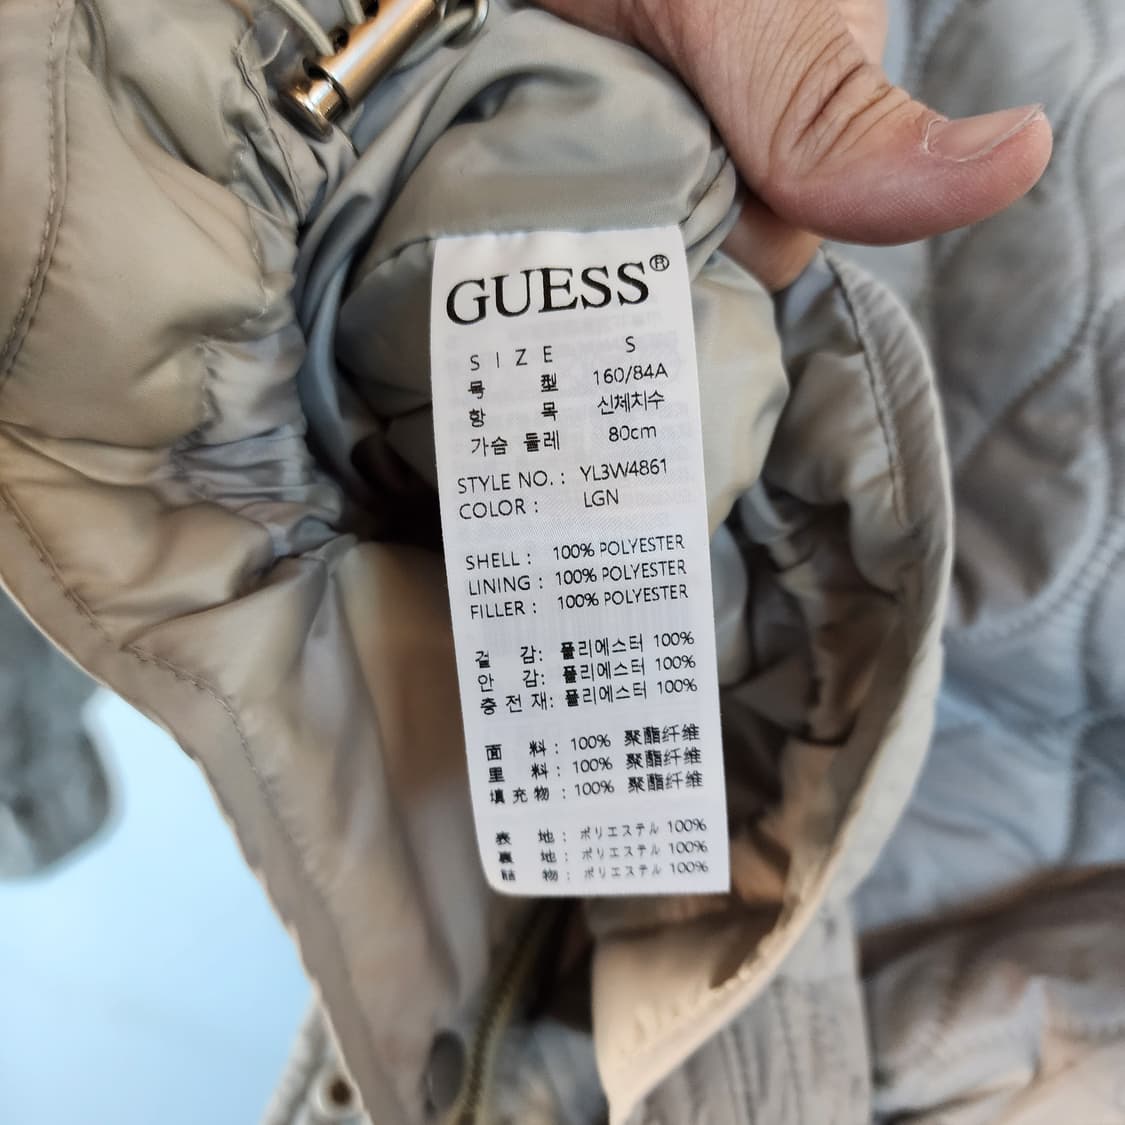 GUESS®
SIZE S
号型 160/84A
항목 신체치수
가슴 둘레 80cm
STYLE NO.: YL3W4861
COLOR: LGN
SHELL: 100% POLYESTER
LINING: 100% POLYESTER
FILLER: 100% POLYESTER
겉감: 폴리에스터 100%
안감: 폴리에스터 100%
충전재: 폴리에스터 100%
面料: 100% 聚酯纤维
里料: 100% 聚酯纤维
填充物: 100% 聚酯纤维
表地: ポリエステル 100%
裏地: ポリエステル 100%
詰物: ポリエステル 100%